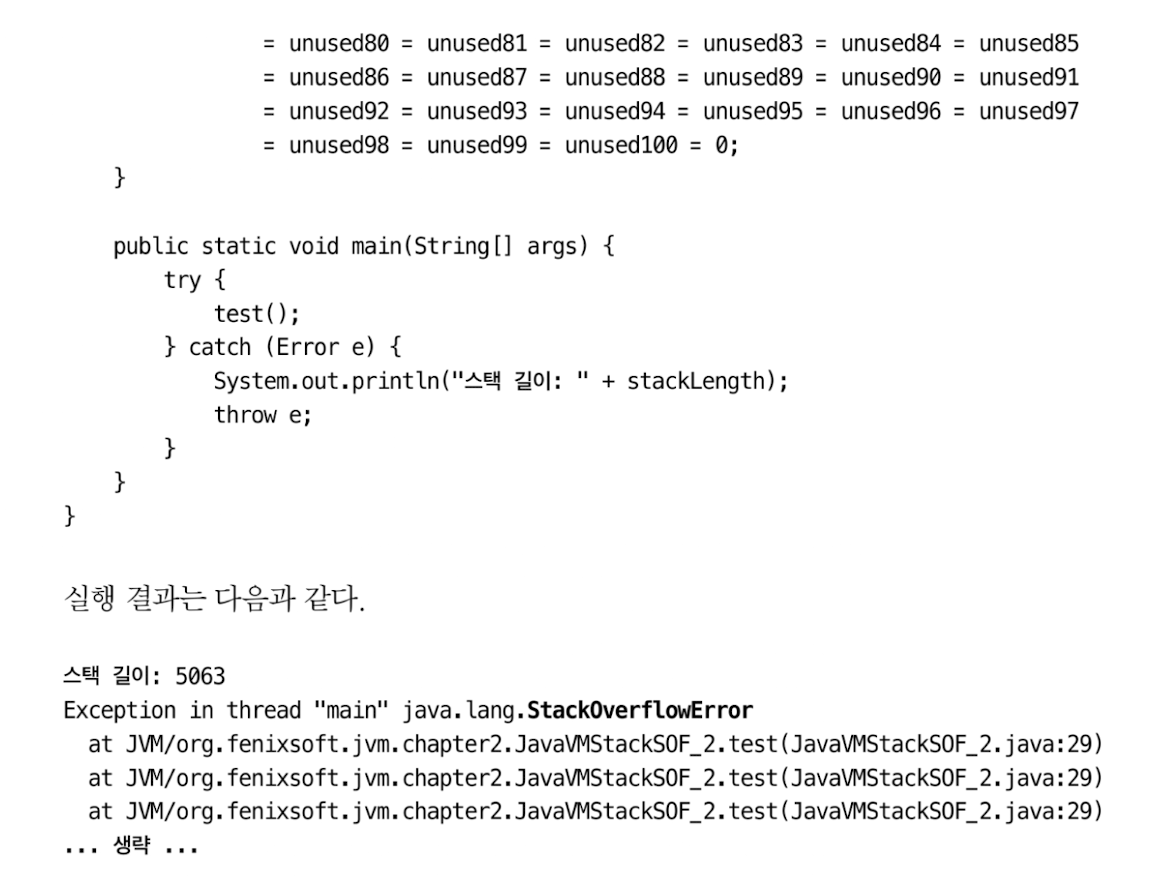 = unused80 = unused81 = unused82 = unused83 = unused84 = unused85
= unused86 = unused87 = unused88 = unused89 = unused90 = unused91
= unused92 = unused93 = unused94 = unused95 = unused96 = unused97
= unused98 = unused99 = unused100 = 0;
}
public static void main(String[] args) {
try {
test();
} catch (Error e) {
System.out.println("스택 길이: " + stackLength);
throw e;
}
}
}
실행 결과는 다음과 같다.
스택 길이: 5063
Exception in thread "main" java.lang.StackOverflowError
at JVM/org.fenixsoft.jvm.chapter2.JavaVMStackSOF_2.test(JavaVMStackSOF_2.java:29)
at JVM/org.fenixsoft.jvm.chapter2.JavaVMStackSOF_2.test(JavaVMStackSOF_2.java:29)
at JVM/org.fenixsoft.jvm.chapter2.JavaVMStackSOF_2.test(JavaVMStackSOF_2.java:29)
... 생략 ...